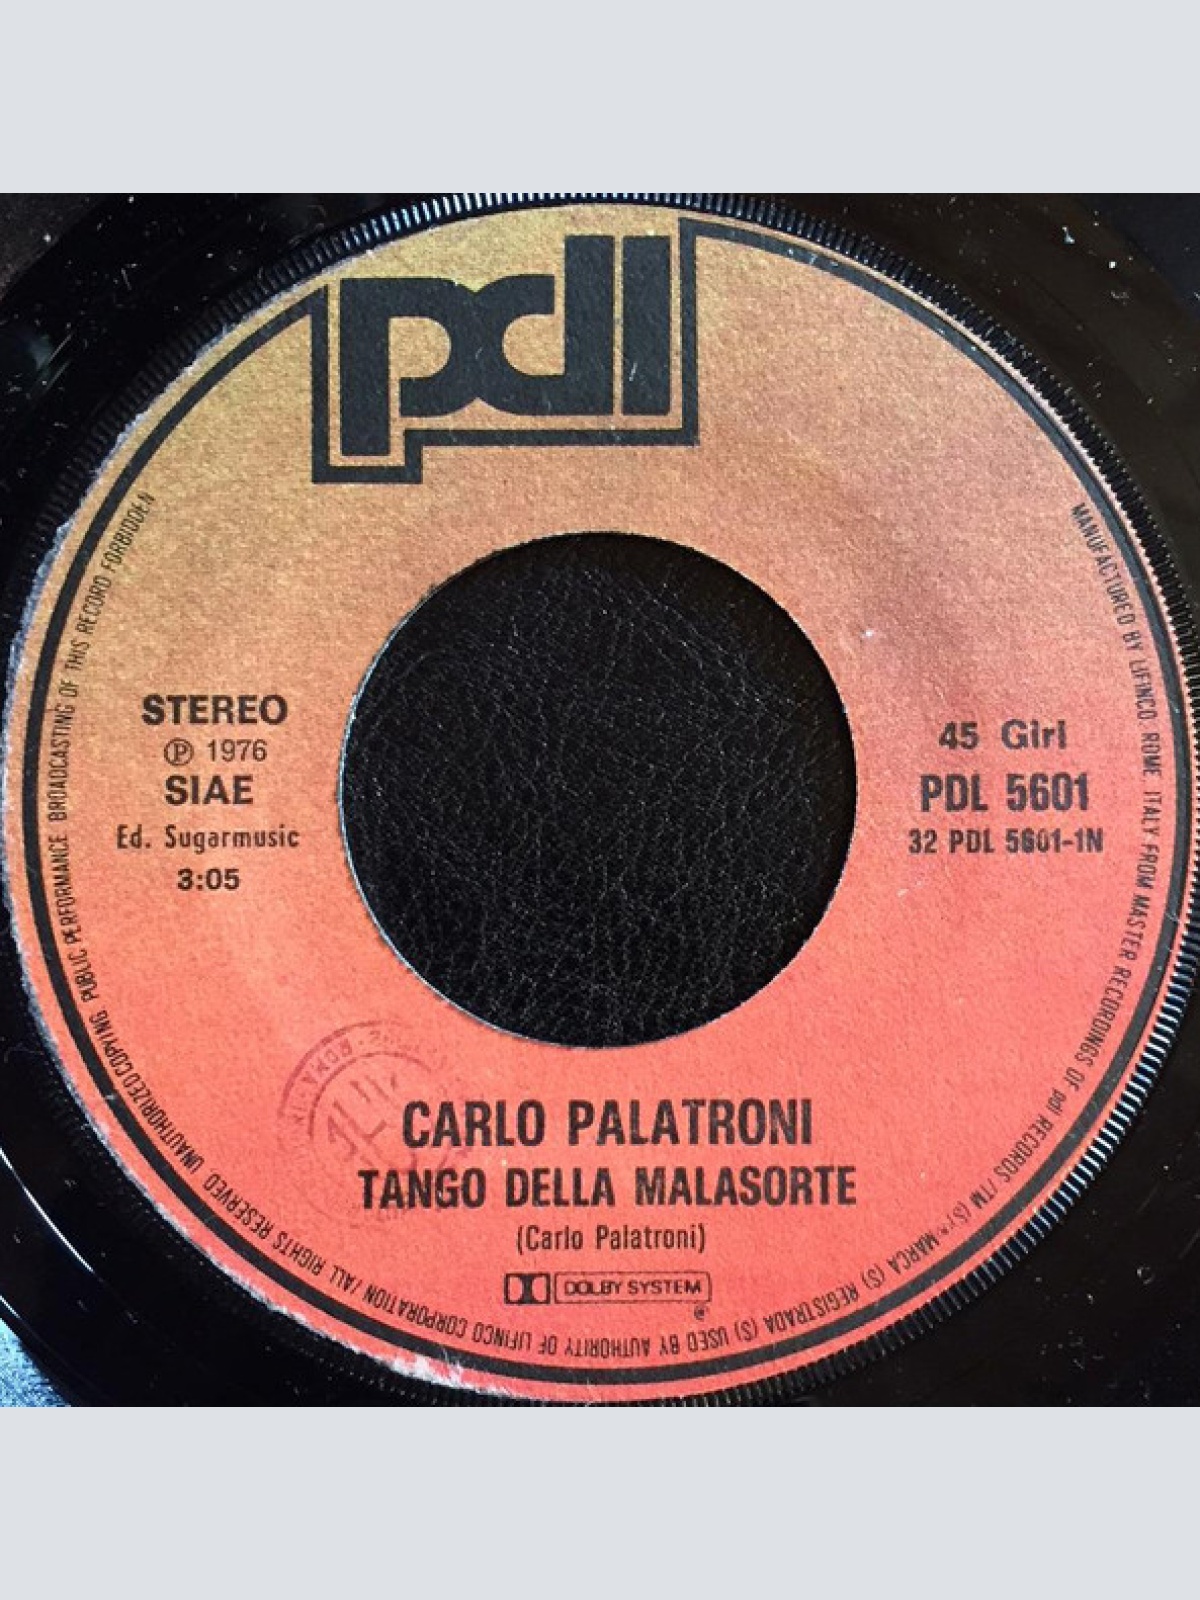 pdl
STEREO
℗ 1976
SIAE
Ed. Sugarmusic
3:05
45 Giri
PDL 5601
32 PDL 5601-1N
CARLO PALATRONI
TANGO DELLA MALASORTE
(Carlo Palatroni)
DOLBY SYSTEM
®
MANUFACTURED BY LIFINCO ROME ITALY FROM MASTER RECORDINGS OF pdl RECORDS /TM (S)r* MARCA (S) REGISTRADA (S) USED BY AUTHORITY OF LIFINCO CORPORATION /ALL RIGHTS RESERVED UNAUTHORIZED COPYING PUBLIC PERFORMANCE BROADCASTING OF THIS RECORD FORBIDDEN
ROMA